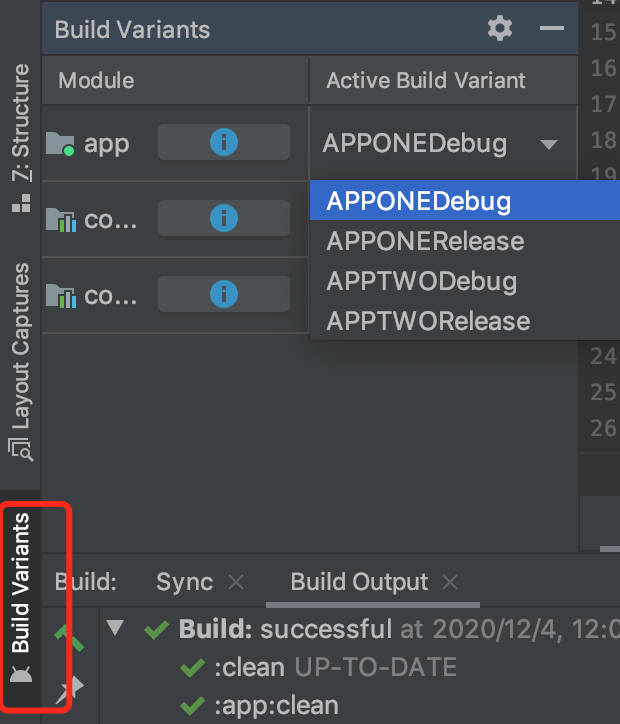 Build Variants
Module
Active Build Variant
app
APPONEDebug
co...
co...
APPONEDebug
APPONERelease
APPTWODebug
APPTWORelease
Z: Structure
Layout Captures
Build Variants
15
16
17
18
19
24
25
26
Build:
Sync
Build Output
Build: successful at 2020/12/4, 12:0
:clean UP-TO-DATE
:app:clean